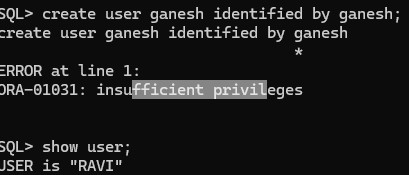 SQL> create user ganesh identified by ganesh;
create user ganesh identified by ganesh
*
ERROR at line 1:
ORA-01031: insufficient privileges
SQL> show user;
USER is "RAVI"